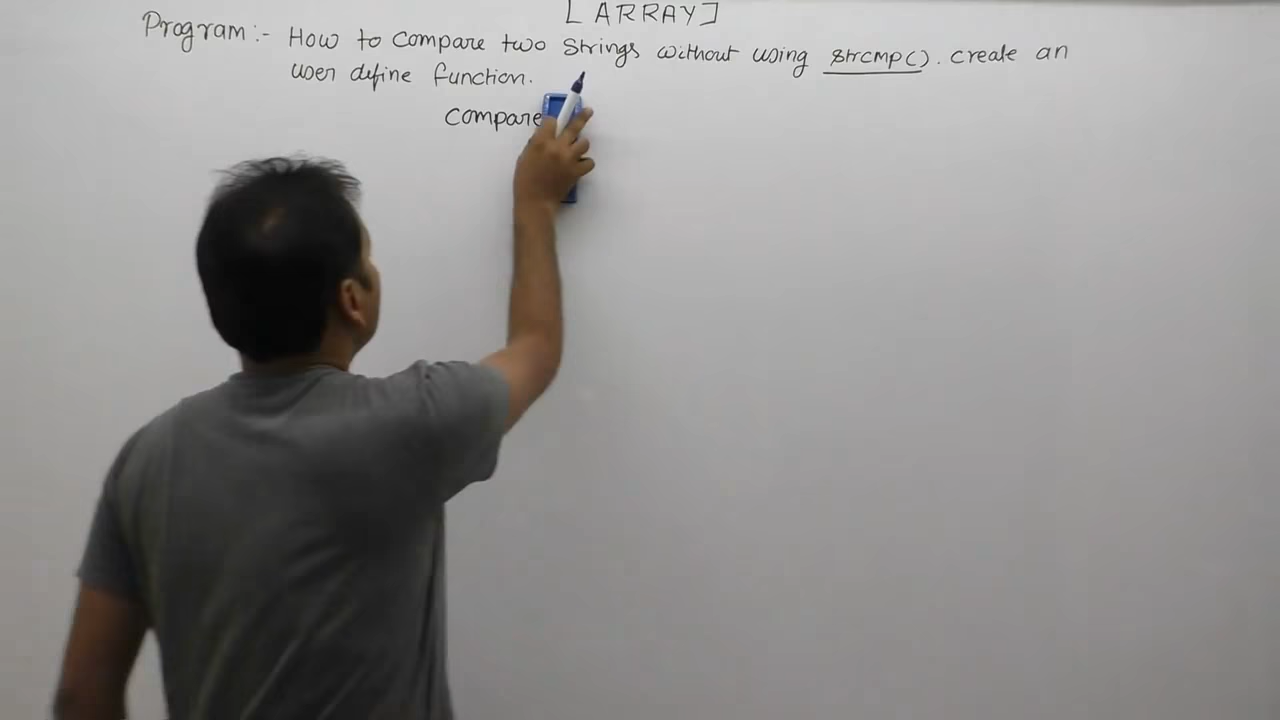 [ ARRAY]
Program:- How to compare two strings without using strcmp(). create an
user define function.
compare